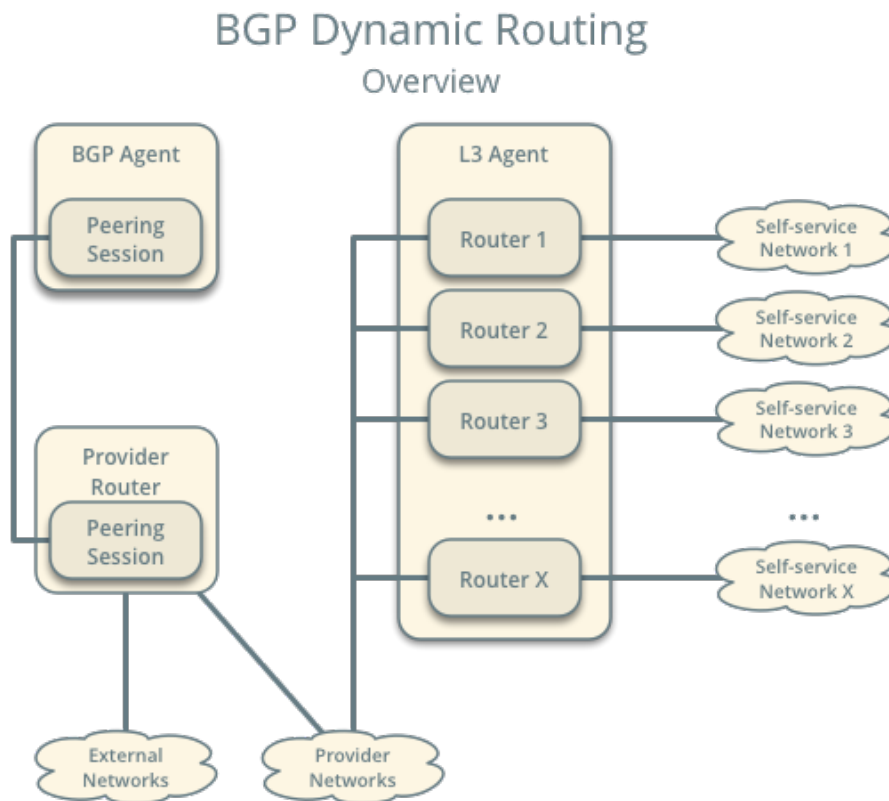 BGP Dynamic Routing
Overview
BGP Agent
Peering
Session
Provider
Router
Peering
Session
External
Networks
Provider
Networks
L3 Agent
Router 1
Router 2
Router 3
...
Router X
Self-service
Network 1
Self-service
Network 2
Self-service
Network 3
...
Self-service
Network X